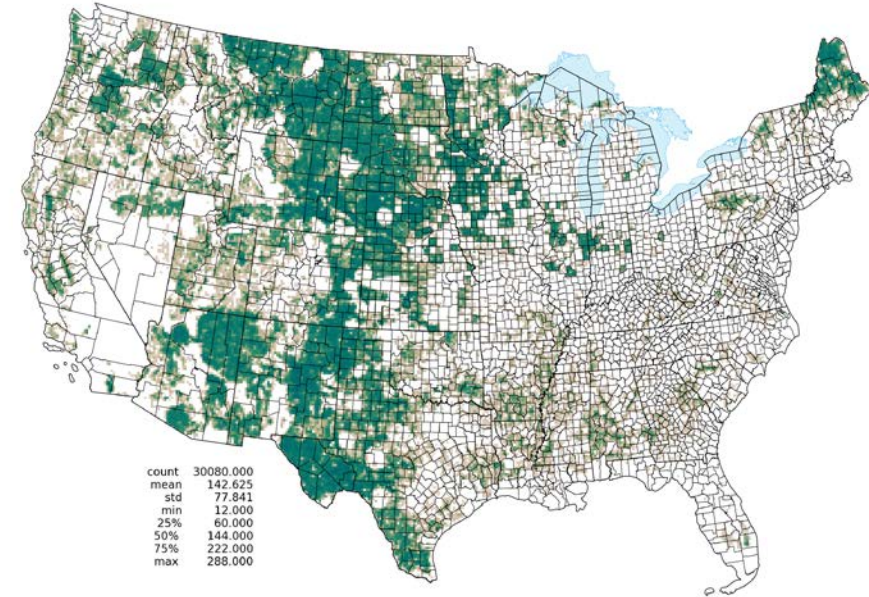 count 30080.000
mean 142.625
std 77.841
min 12.000
25% 60.000
50% 144.000
75% 222.000
max 288.000